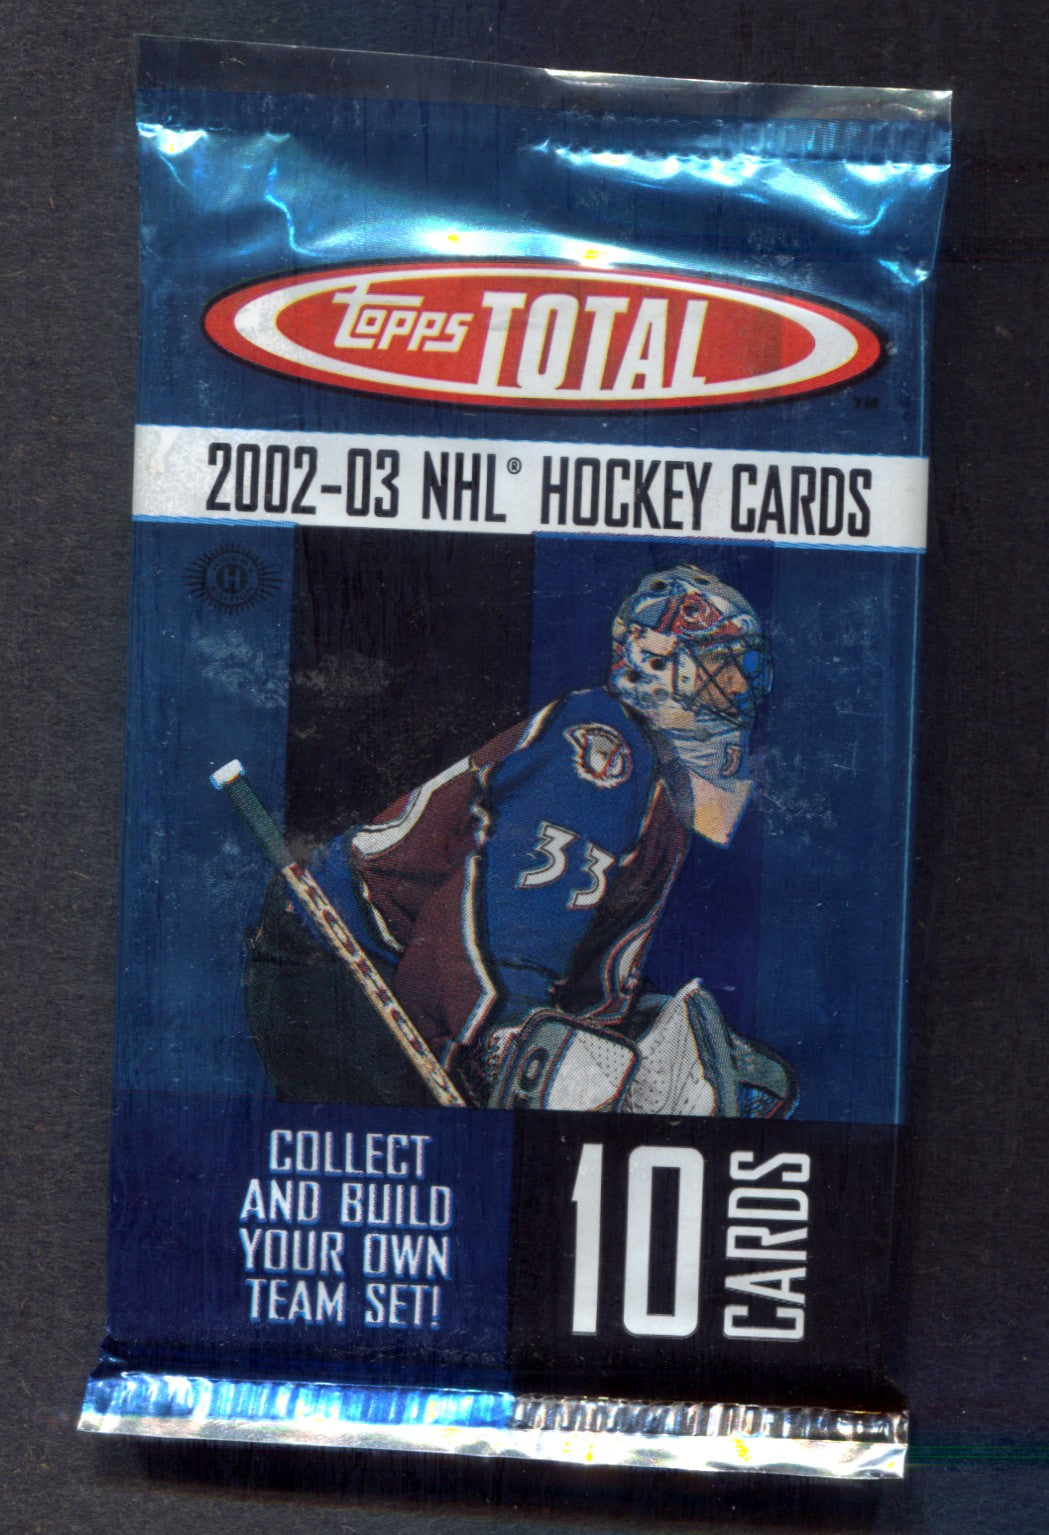 Topps TOTAL
TM
2002-03 NHL® HOCKEY CARDS
H
33
COLLECT
AND BUILD
YOUR OWN
TEAM SET!
10
CARDS